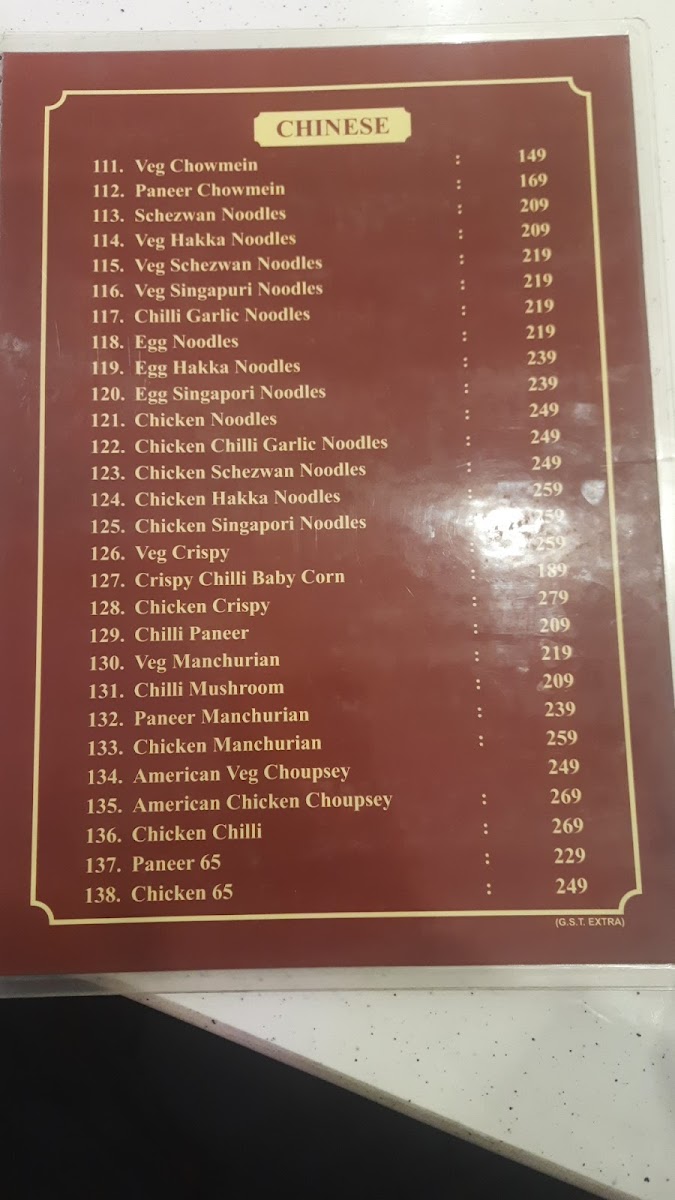 CHINESE
111. Veg Chowmein : 149
112. Paneer Chowmein : 169
113. Schezwan Noodles : 209
114. Veg Hakka Noodles : 209
115. Veg Schezwan Noodles : 219
116. Veg Singapuri Noodles : 219
117. Chilli Garlic Noodles : 219
118. Egg Noodles : 219
119. Egg Hakka Noodles : 239
120. Egg Singapori Noodles : 239
121. Chicken Noodles : 249
122. Chicken Chilli Garlic Noodles : 249
123. Chicken Schezwan Noodles : 249
124. Chicken Hakka Noodles : 259
125. Chicken Singapori Noodles : 259
126. Veg Crispy : 259
127. Crispy Chilli Baby Corn : 189
128. Chicken Crispy : 279
129. Chilli Paneer : 209
130. Veg Manchurian : 219
131. Chilli Mushroom : 209
132. Paneer Manchurian : 239
133. Chicken Manchurian : 259
134. American Veg Choupsey 249
135. American Chicken Choupsey : 269
136. Chicken Chilli : 269
137. Paneer 65 : 229
138. Chicken 65 : 249
(G.S.T. EXTRA)